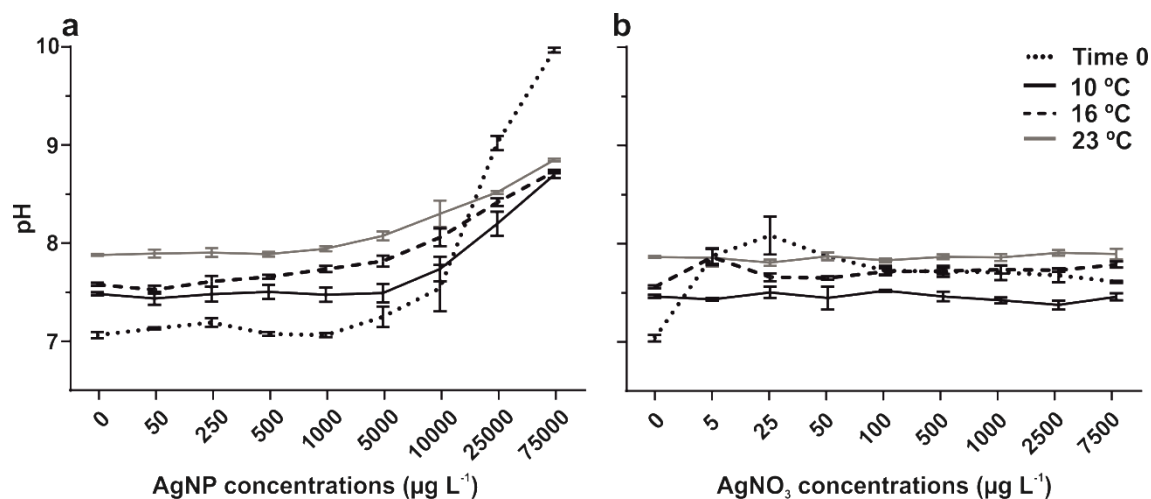 a
b
10
9
8
7
pH
Time 0
10 ºC
16 ºC
23 ºC
0 50 250 500 1000 5000 10000 25000 75000
0 5 25 50 100 500 1000 2500 7500
AgNP concentrations (µg L⁻¹)
AgNO₃ concentrations (µg L⁻¹)